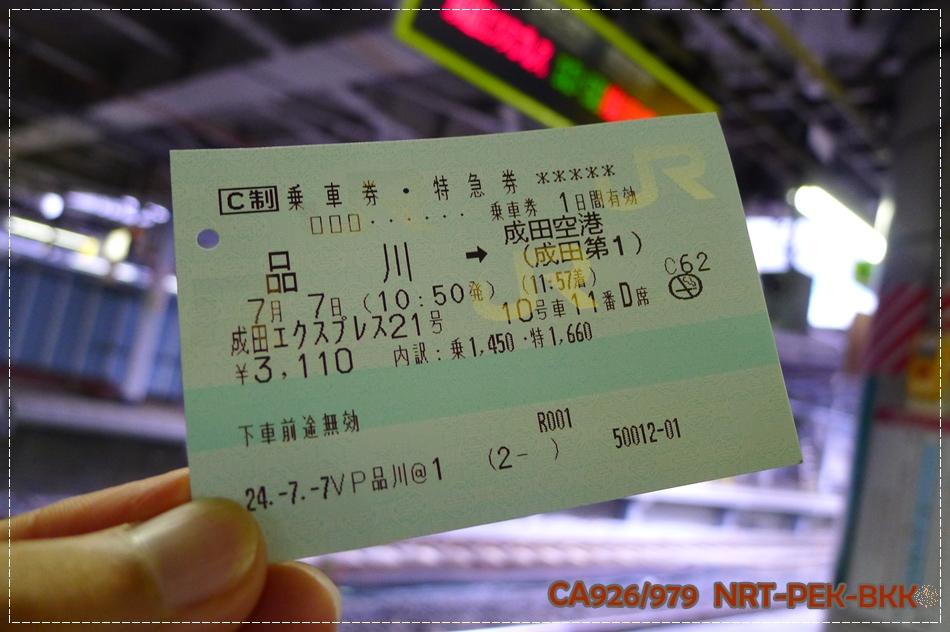 C制 乗車券・特急券 *****
□□□・・・・・・ 乗車券 1日間有効
品 川 ➡ 成田空港
(成田第1)
7月 7日 (10:50発) (11:57着) C62
成田エクスプレス21号 10号車11番D席
¥3,110 内訳:乗1,450・特1,660
下車前途無効 R001
24.-7.-7VP品川@1 (2- ) 50012-01
JR
CA926/979 NRT-PEK-BKK